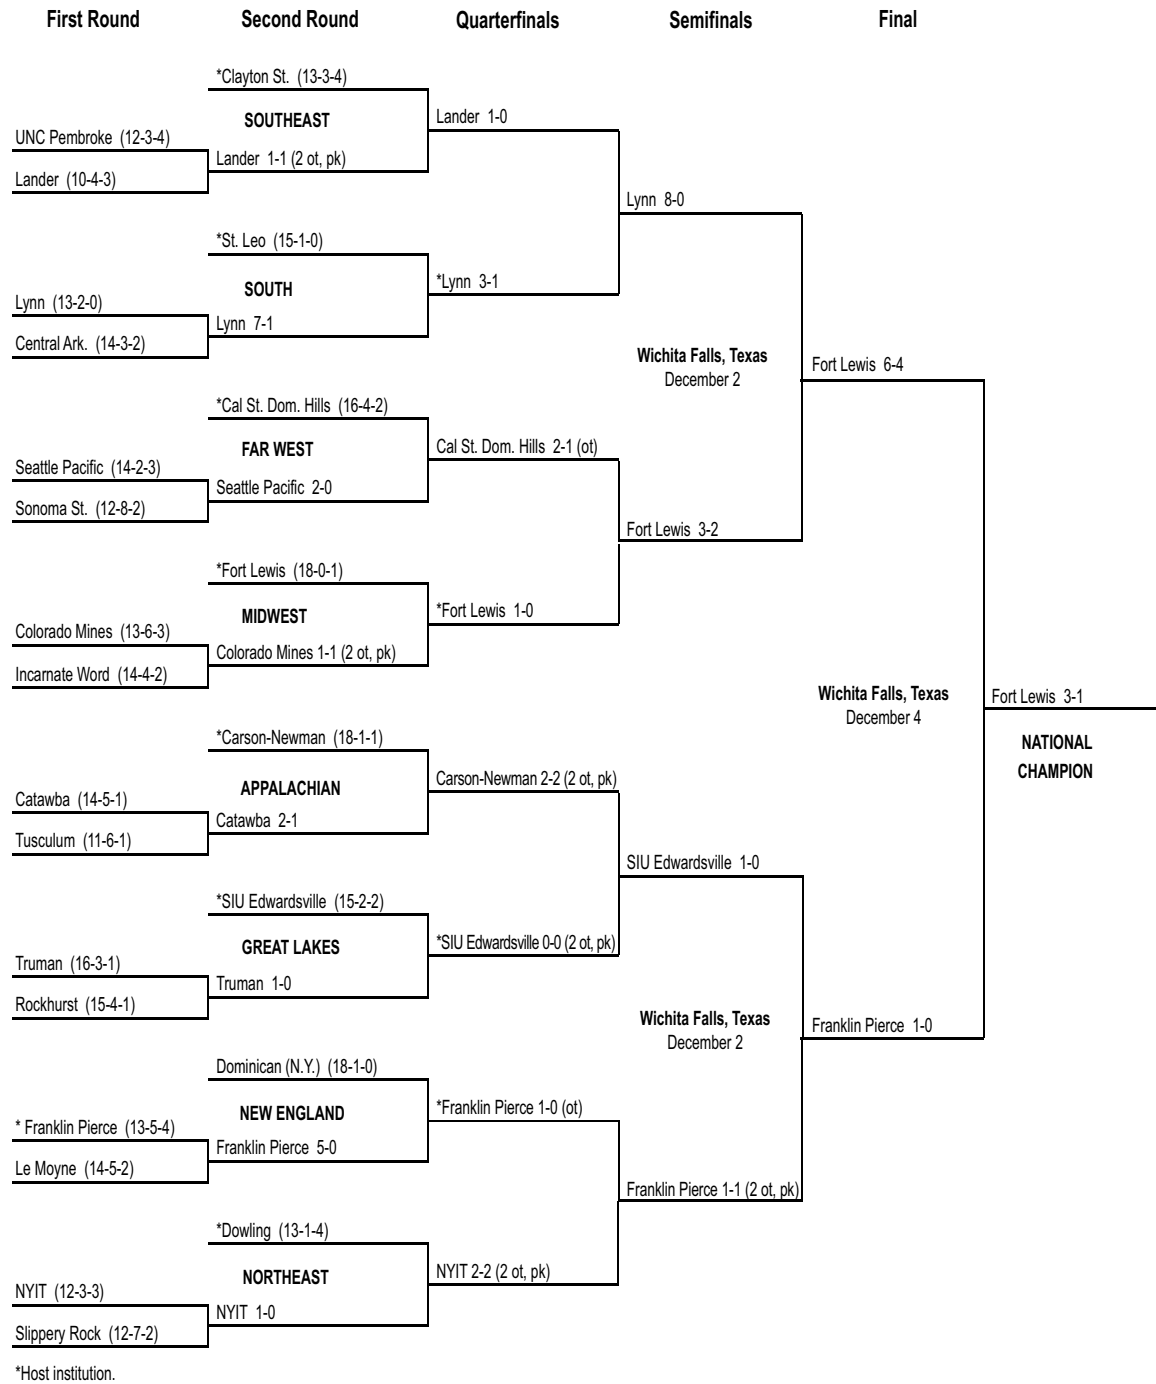 First Round
Second Round
Quarterfinals
Semifinals
Final
*Clayton St. (13-3-4)
SOUTHEAST
Lander 1-0
UNC Pembroke (12-3-4)
Lander 1-1 (2 ot, pk)
Lander (10-4-3)
Lynn 8-0
*St. Leo (15-1-0)
SOUTH
*Lynn 3-1
Lynn (13-2-0)
Lynn 7-1
Central Ark. (14-3-2)
Wichita Falls, Texas
December 2
Fort Lewis 6-4
*Cal St. Dom. Hills (16-4-2)
FAR WEST
Cal St. Dom. Hills 2-1 (ot)
Seattle Pacific (14-2-3)
Seattle Pacific 2-0
Sonoma St. (12-8-2)
Fort Lewis 3-2
*Fort Lewis (18-0-1)
MIDWEST
*Fort Lewis 1-0
Colorado Mines (13-6-3)
Colorado Mines 1-1 (2 ot, pk)
Incarnate Word (14-4-2)
Wichita Falls, Texas
December 4
Fort Lewis 3-1
NATIONAL
CHAMPION
*Carson-Newman (18-1-1)
APPALACHIAN
Carson-Newman 2-2 (2 ot, pk)
Catawba (14-5-1)
Catawba 2-1
Tusculum (11-6-1)
SIU Edwardsville 1-0
*SIU Edwardsville (15-2-2)
GREAT LAKES
*SIU Edwardsville 0-0 (2 ot, pk)
Truman (16-3-1)
Truman 1-0
Rockhurst (15-4-1)
Wichita Falls, Texas
December 2
Franklin Pierce 1-0
Dominican (N.Y.) (18-1-0)
NEW ENGLAND
*Franklin Pierce 1-0 (ot)
* Franklin Pierce (13-5-4)
Franklin Pierce 5-0
Le Moyne (14-5-2)
Franklin Pierce 1-1 (2 ot, pk)
*Dowling (13-1-4)
NORTHEAST
NYIT 2-2 (2 ot, pk)
NYIT (12-3-3)
NYIT 1-0
Slippery Rock (12-7-2)
*Host institution.